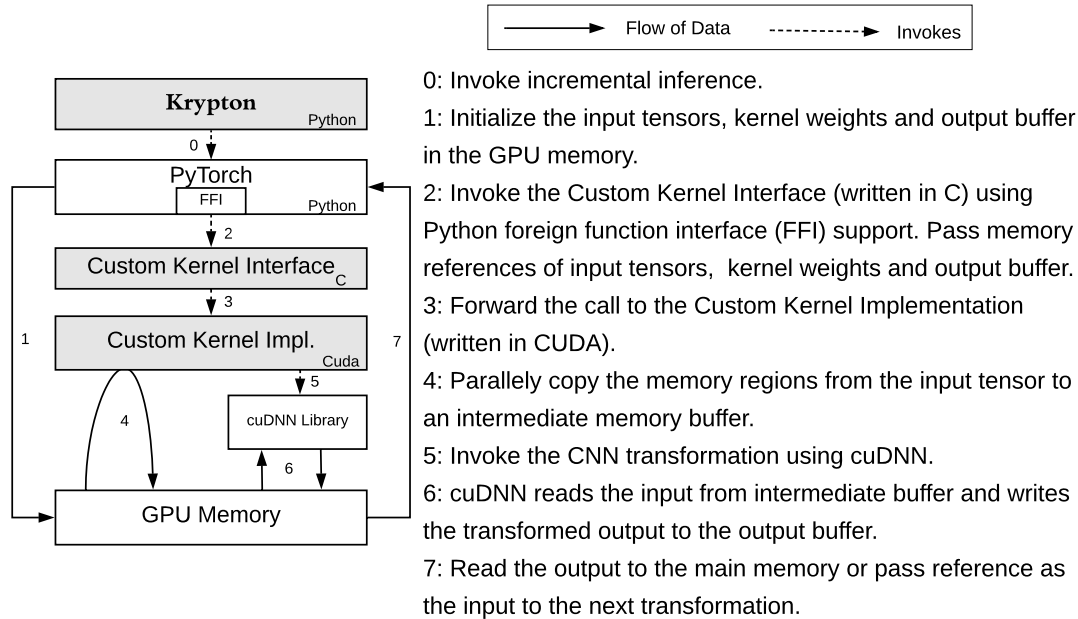 Flow of Data
Invokes
Krypton
Python
0
PyTorch
FFI
Python
2
Custom Kernel Interface
C
3
Custom Kernel Impl.
Cuda
1
7
5
4
cuDNN Library
6
GPU Memory
0: Invoke incremental inference.
1: Initialize the input tensors, kernel weights and output buffer
in the GPU memory.
2: Invoke the Custom Kernel Interface (written in C) using
Python foreign function interface (FFI) support. Pass memory
references of input tensors,  kernel weights and output buffer.
3: Forward the call to the Custom Kernel Implementation
(written in CUDA).
4: Parallely copy the memory regions from the input tensor to
an intermediate memory buffer.
5: Invoke the CNN transformation using cuDNN.
6: cuDNN reads the input from intermediate buffer and writes
the transformed output to the output buffer.
7: Read the output to the main memory or pass reference as
the input to the next transformation.